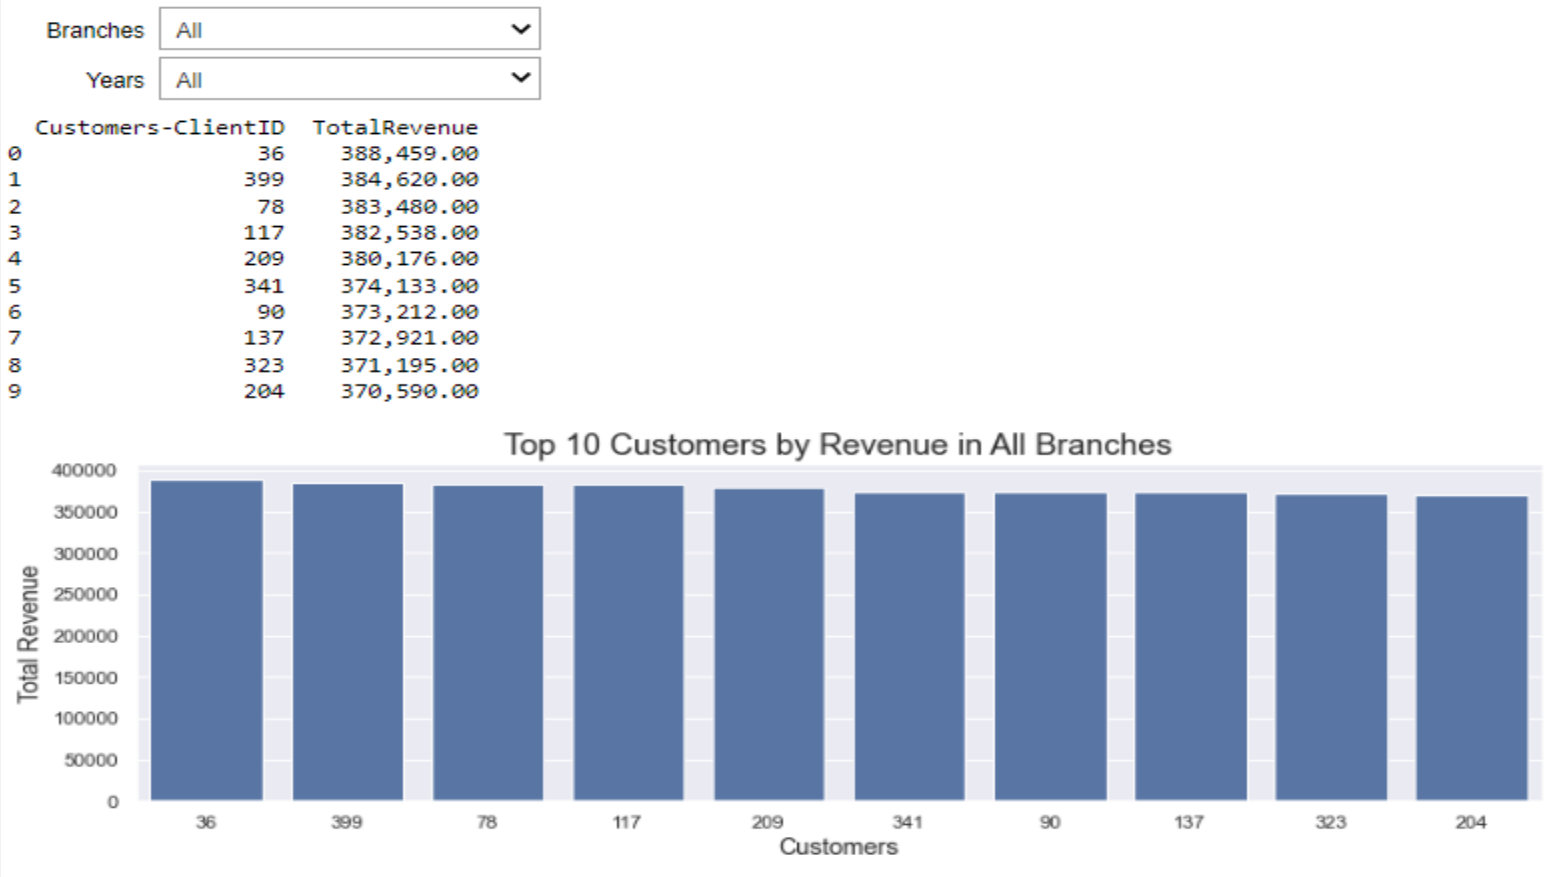 Branches All
Years All
Customers-ClientID TotalRevenue
0 36 388,459.00
1 399 384,620.00
2 78 383,480.00
3 117 382,538.00
4 209 380,176.00
5 341 374,133.00
6 90 373,212.00
7 137 372,921.00
8 323 371,195.00
9 204 370,590.00
Top 10 Customers by Revenue in All Branches
400000
350000
300000
250000
200000
150000
100000
50000
0
Total Revenue
36 399 78 117 209 341 90 137 323 204
Customers